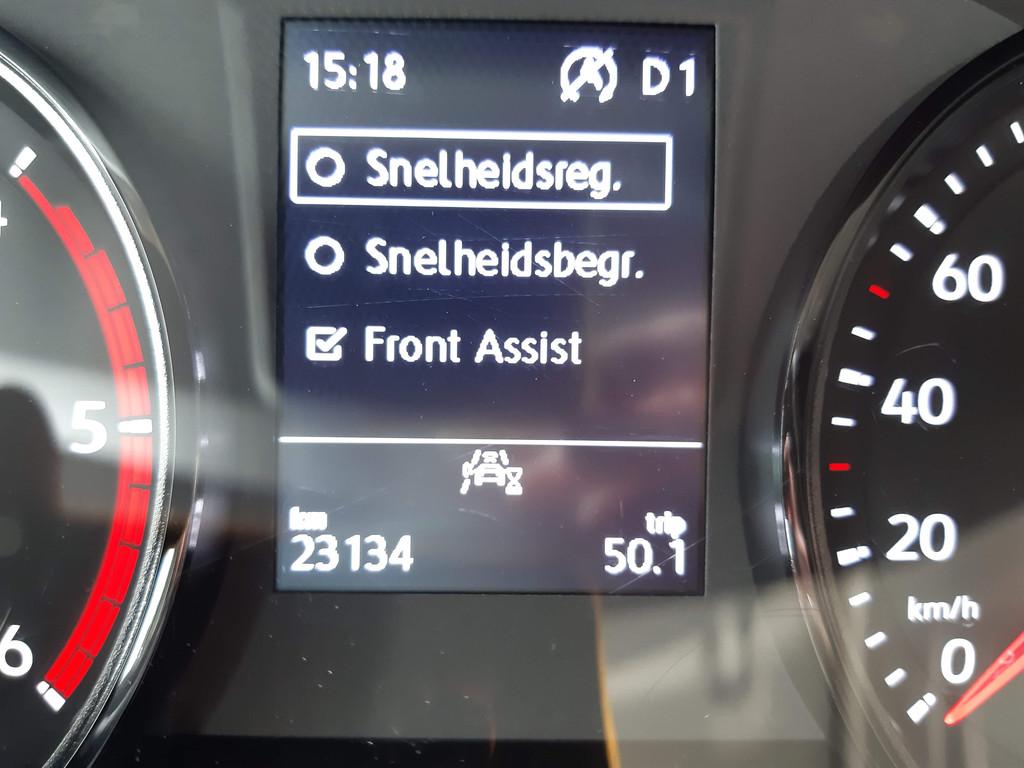 15:18 D1
Snelheidsreg.
Snelheidsbegr.
Front Assist
km
23134
trip
50.1
5
6
60
40
20
km/h
0